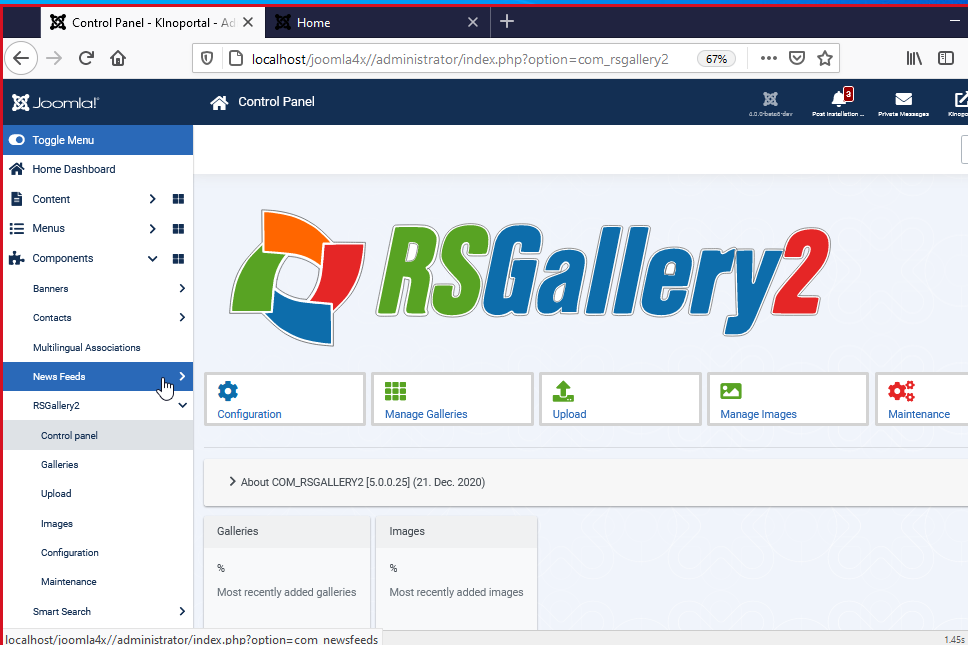 Control Panel - KInoportal - Ad
Home
localhost/joomla4x//administrator/index.php?option=com_rsgallery2
67%
Joomla!®
Control Panel
4.0.0-beta6-dev
3
Post Installation ...
Private Messages
Kinopo
Toggle Menu
Home Dashboard
Content
Menus
Components
Banners
Contacts
Multilingual Associations
News Feeds
RSGallery2
Control panel
Galleries
Upload
Images
Configuration
Maintenance
Smart Search
RSGallery2
Configuration
Manage Galleries
Upload
Manage Images
Maintenance
About COM_RSGALLERY2 [5.0.0.25] (21. Dec. 2020)
Galleries
%
Most recently added galleries
Images
%
Most recently added images
localhost/joomla4x//administrator/index.php?option=com_newsfeeds
1.45s